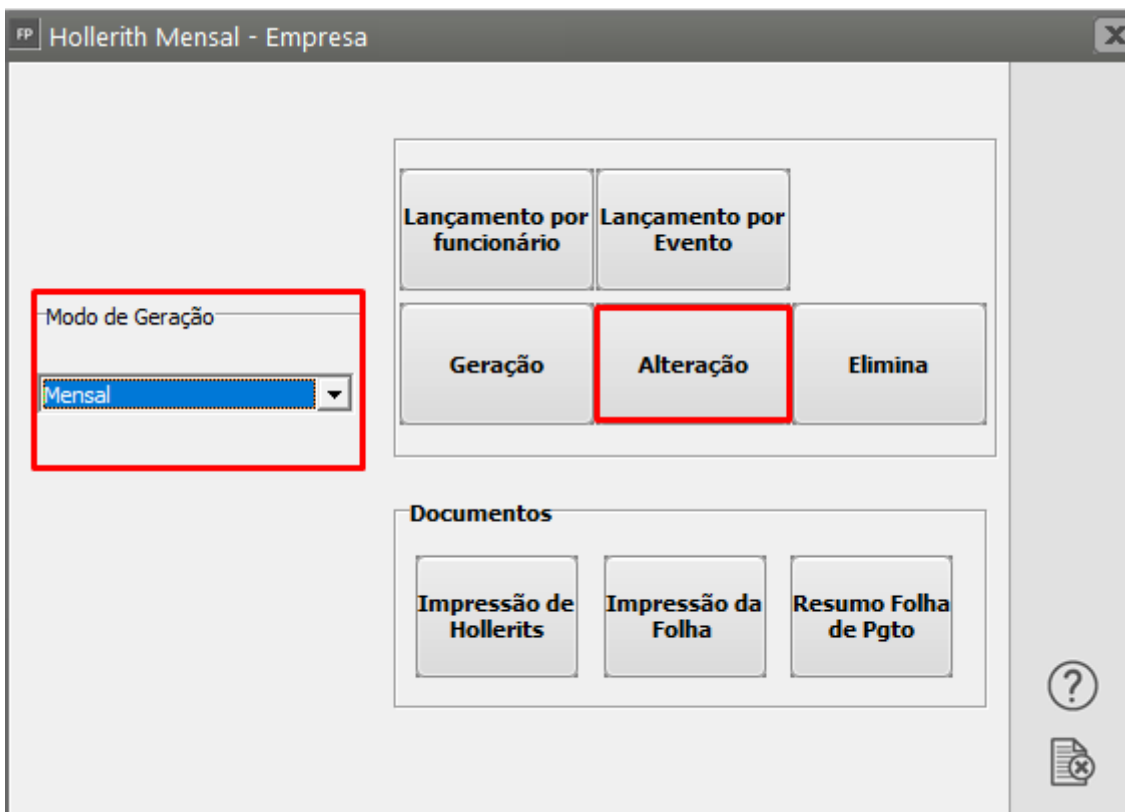 FP Hollerith Mensal - Empresa
Lançamento por
funcionário
Lançamento por
Evento
Modo de Geração
Mensal
Geração
Alteração
Elimina
Documentos
Impressão de
Hollerits
Impressão da
Folha
Resumo Folha
de Pgto
?